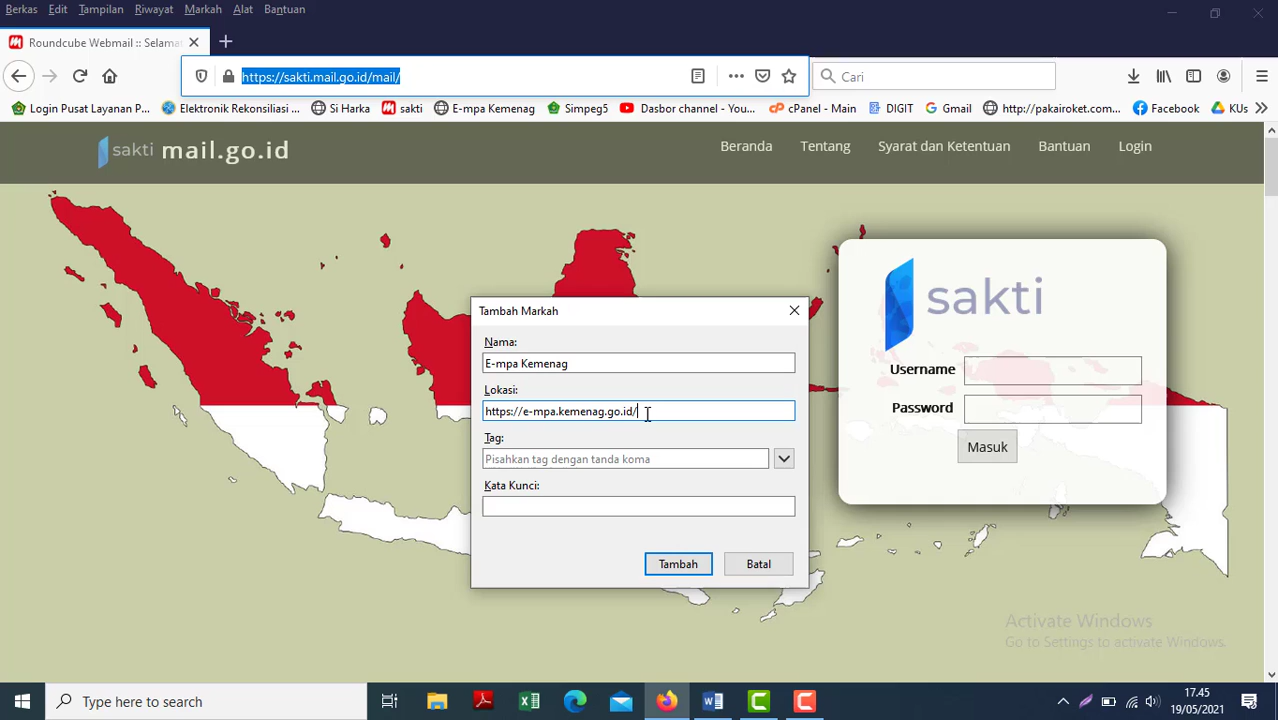 Berkas Edit Tampilan Riwayat Markah Alat Bantuan
Roundcube Webmail :: Selama
https://sakti.mail.go.id/mail/
Cari
Login Pusat Layanan P... Elektronik Rekonsiliasi ... Si Harka sakti E-mpa Kemenag Simpeg5 Dasbor channel - You... cPanel - Main DIGIT Gmail http://pakairoket.com... Facebook KUs
sakti mail.go.id
Beranda Tentang Syarat dan Ketentuan Bantuan Login
sakti
Username
Password
Masuk
Tambah Markah
Nama:
E-mpa Kemenag
Lokasi:
https://e-mpa.kemenag.go.id/
Tag:
Pisahkan tag dengan tanda koma
Kata Kunci:
Tambah Batal
Activate Windows
Go to Settings to activate Windows.
Type here to search
17.45
19/05/2021